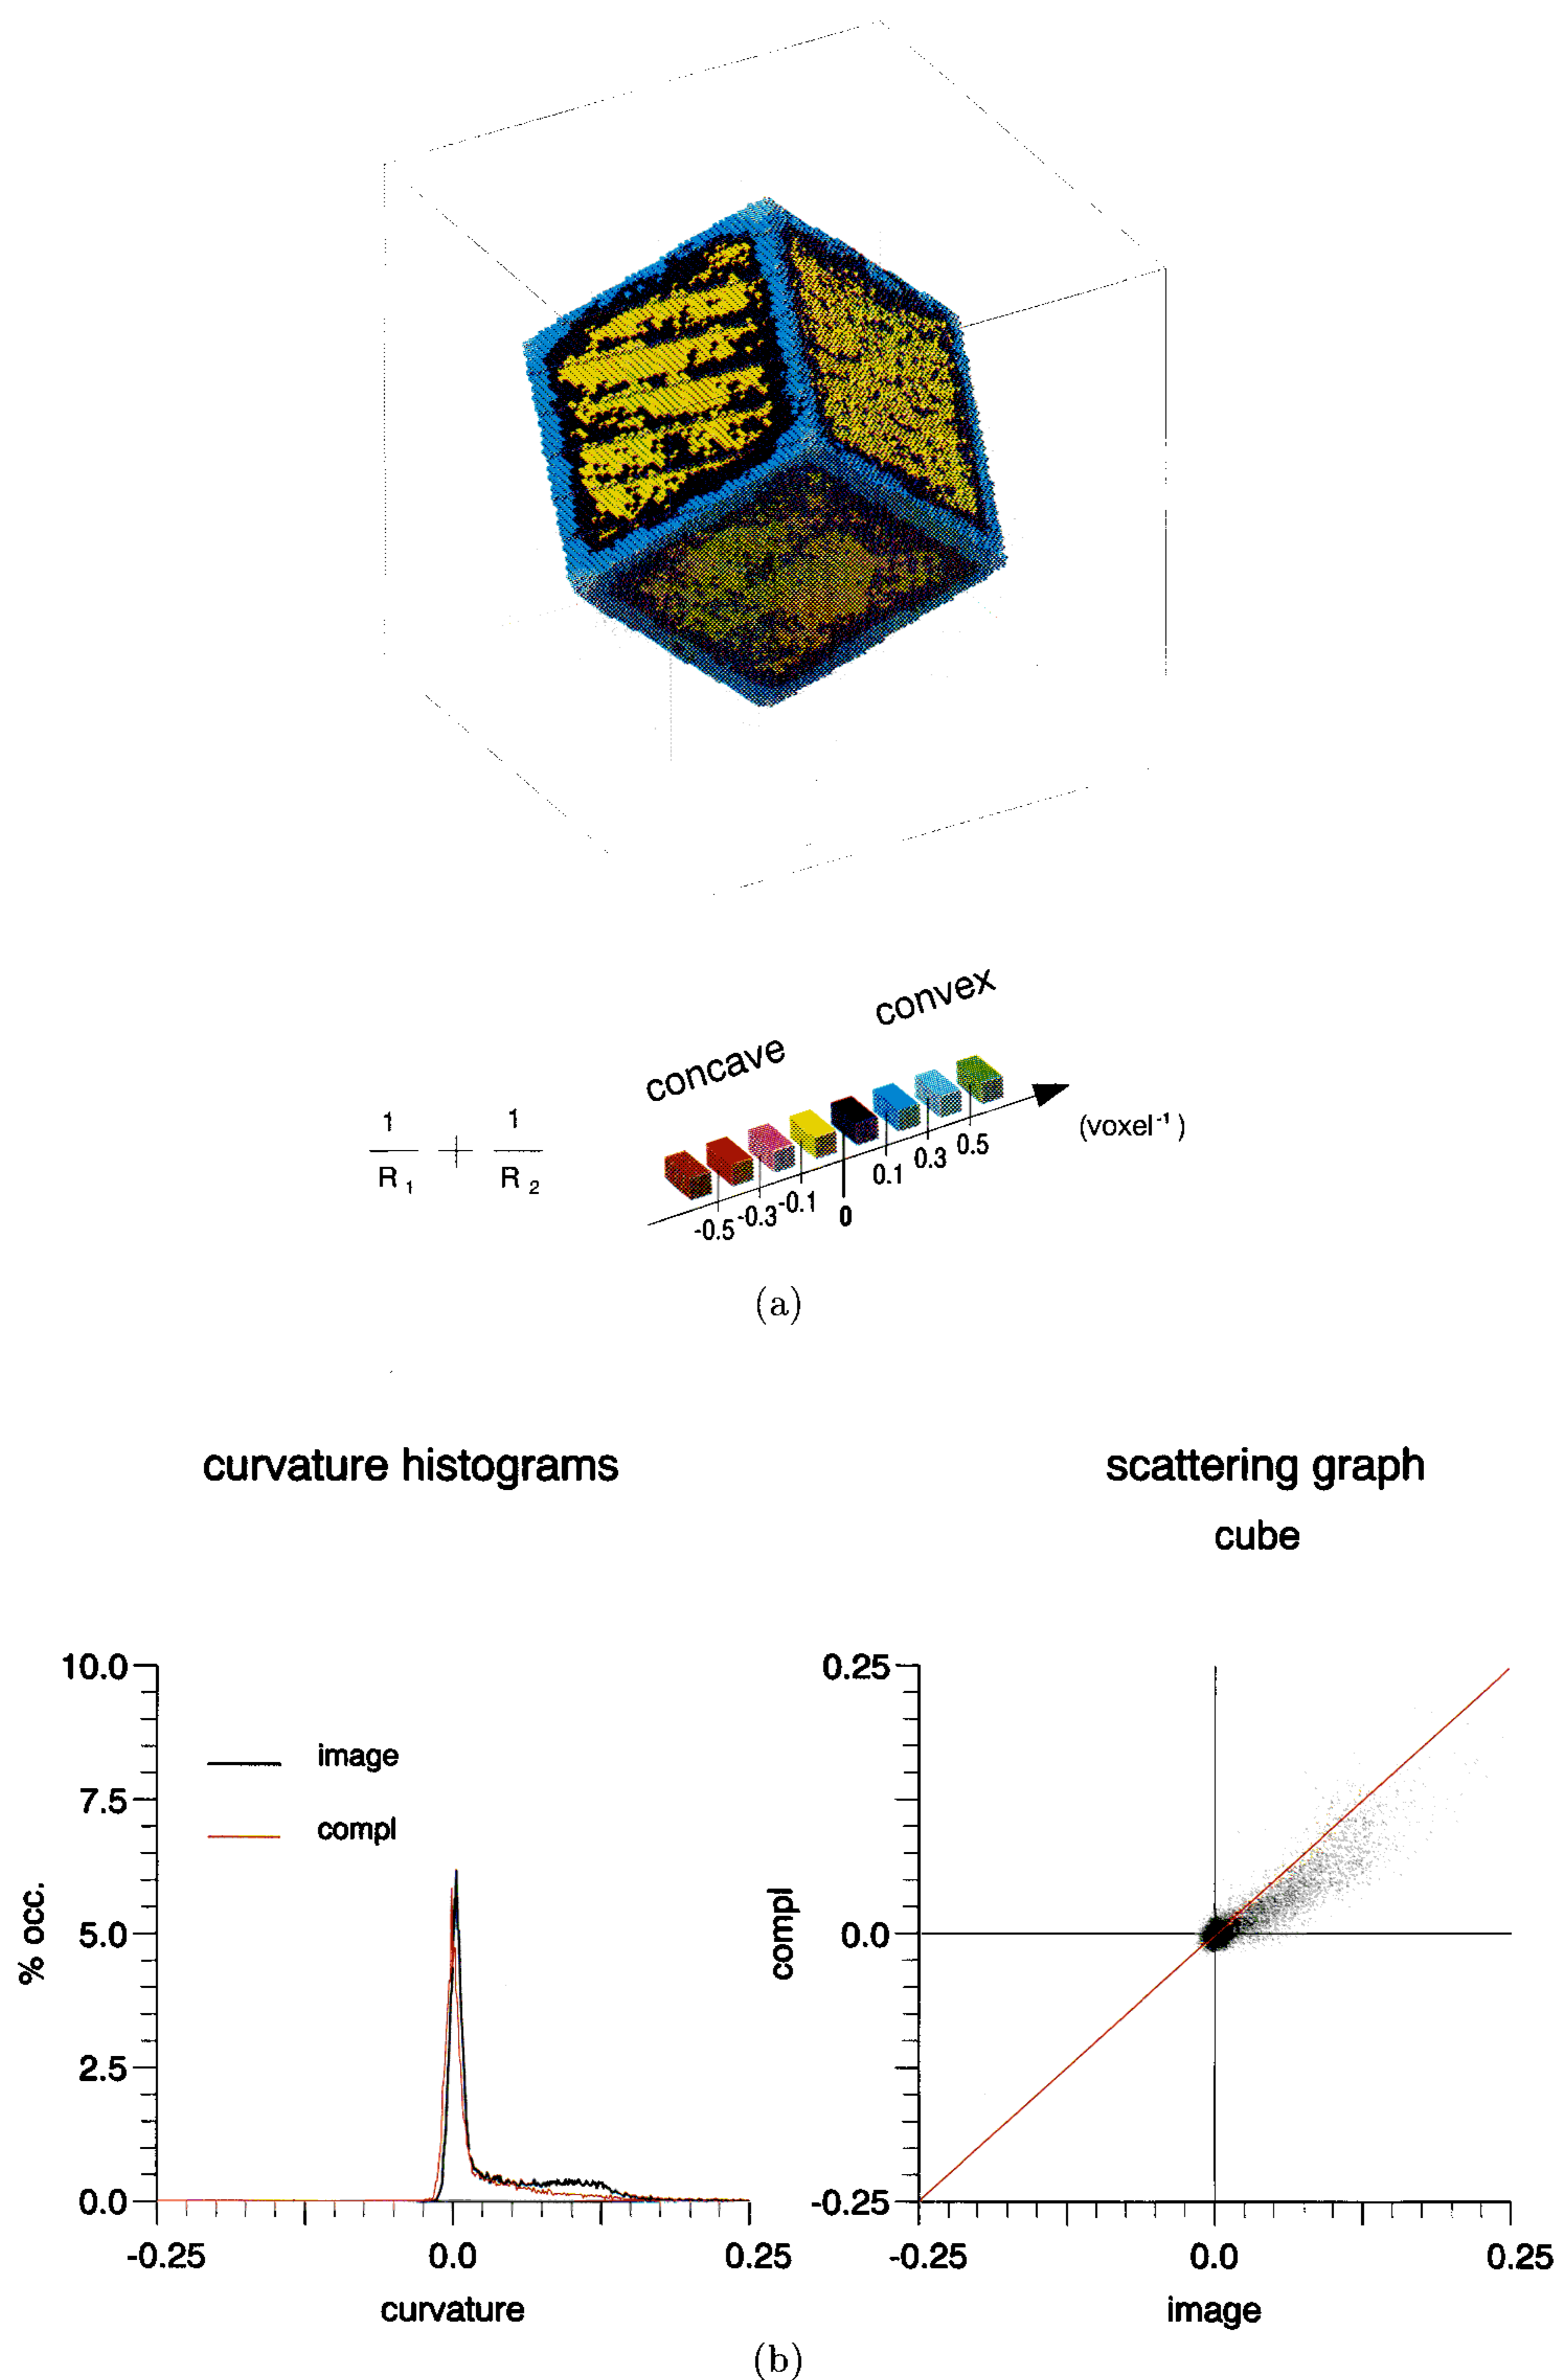 convex
concave
1 1
+
R 1 R 2
-0.5 -0.3 -0.1 0 0.1 0.3 0.5
(voxel⁻¹)
(a)
curvature histograms
scattering graph
cube
10.0
7.5
5.0
2.5
0.0
% occ.
image
compl
-0.25 0.0 0.25
curvature
0.25
0.0
-0.25
compl
-0.25 0.0 0.25
image
(b)